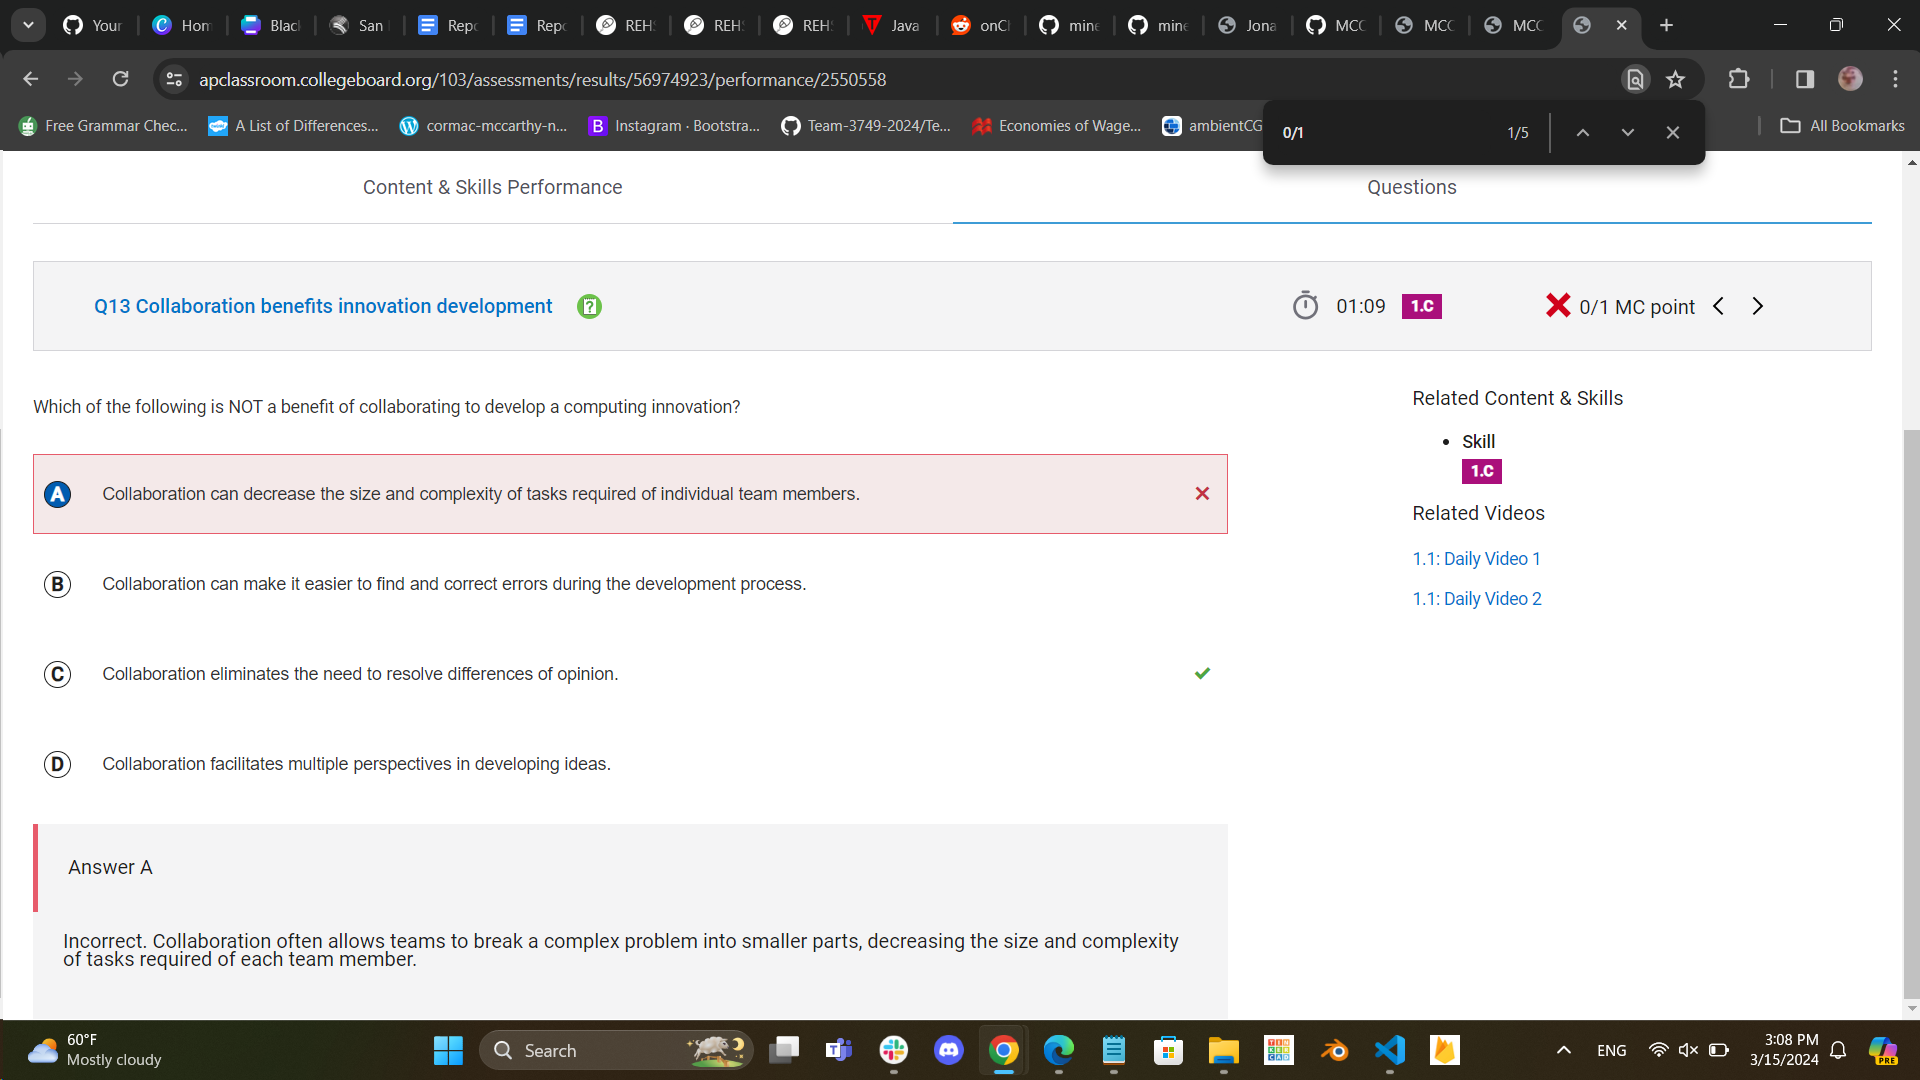 Your
Hom
Blac
San
Repo
Repo
REHS
REHS
REHS
Java
onCl
mine
mine
Jona
MCC
MCC
MCC
apclassroom.collegeboard.org/103/assessments/results/56974923/performance/2550558
Free Grammar Chec...
A List of Differences...
cormac-mccarthy-n...
B Instagram · Bootstra...
Team-3749-2024/Te...
Economies of Wage...
ambientCG
All Bookmarks
0/1
1/5
Content & Skills Performance
Questions
Q13 Collaboration benefits innovation development
01:09
1.C
0/1 MC point
Which of the following is NOT a benefit of collaborating to develop a computing innovation?
A Collaboration can decrease the size and complexity of tasks required of individual team members.
B Collaboration can make it easier to find and correct errors during the development process.
C Collaboration eliminates the need to resolve differences of opinion.
D Collaboration facilitates multiple perspectives in developing ideas.
Answer A
Incorrect. Collaboration often allows teams to break a complex problem into smaller parts, decreasing the size and complexity
of tasks required of each team member.
Related Content & Skills
Skill
1.C
Related Videos
1.1: Daily Video 1
1.1: Daily Video 2
60°F
Mostly cloudy
Search
ENG
3:08 PM
3/15/2024
PRE